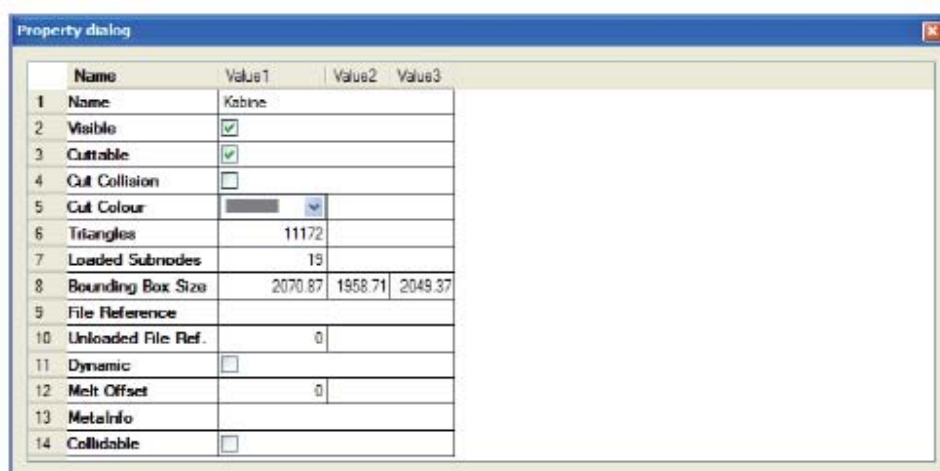 Property dialog
Name Value1 Value2 Value3
1 Name Kabine
2 Visible
3 Cuttable
4 Cut Collision
5 Cut Colour
6 Triangles 11172
7 Loaded Subnodes 19
8 Bounding Box Size 2070.87 1958.71 2049.37
9 File Reference
10 Unloaded File Ref. 0
11 Dynamic
12 Melt Offset 0
13 MetaInfo
14 Collidable